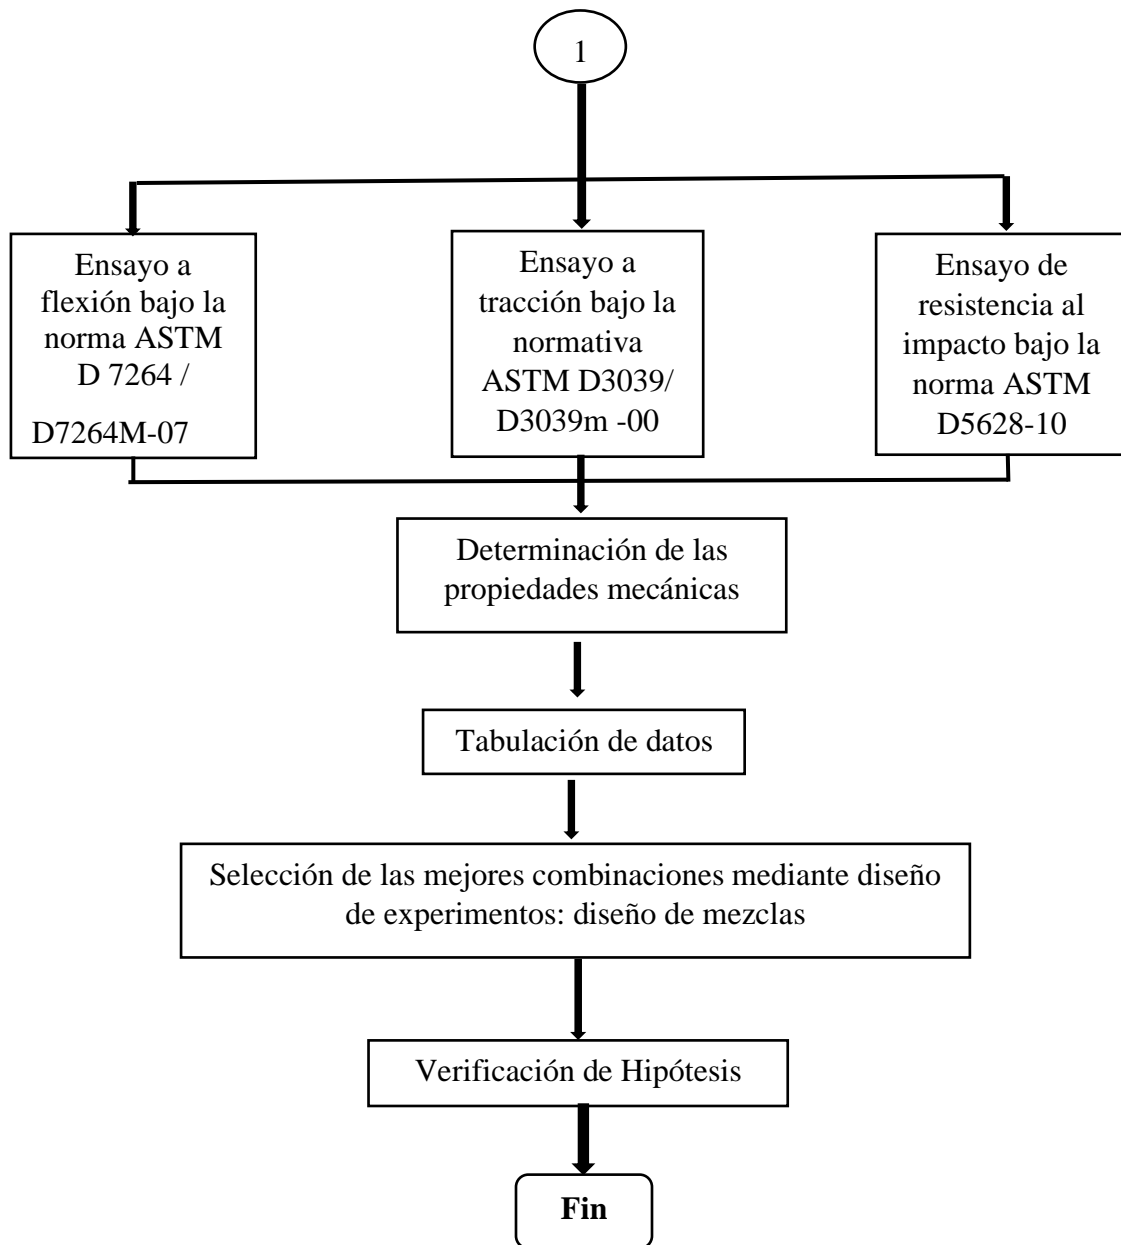 1
Ensayo a
flexión bajo la
norma ASTM
D 7264 /
D7264M-07
Ensayo a
tracción bajo la
normativa
ASTM D3039/
D3039m -00
Ensayo de
resistencia al
impacto bajo la
norma ASTM
D5628-10
Determinación de las
propiedades mecánicas
Tabulación de datos
Selección de las mejores combinaciones mediante diseño
de experimentos: diseño de mezclas
Verificación de Hipótesis
Fin